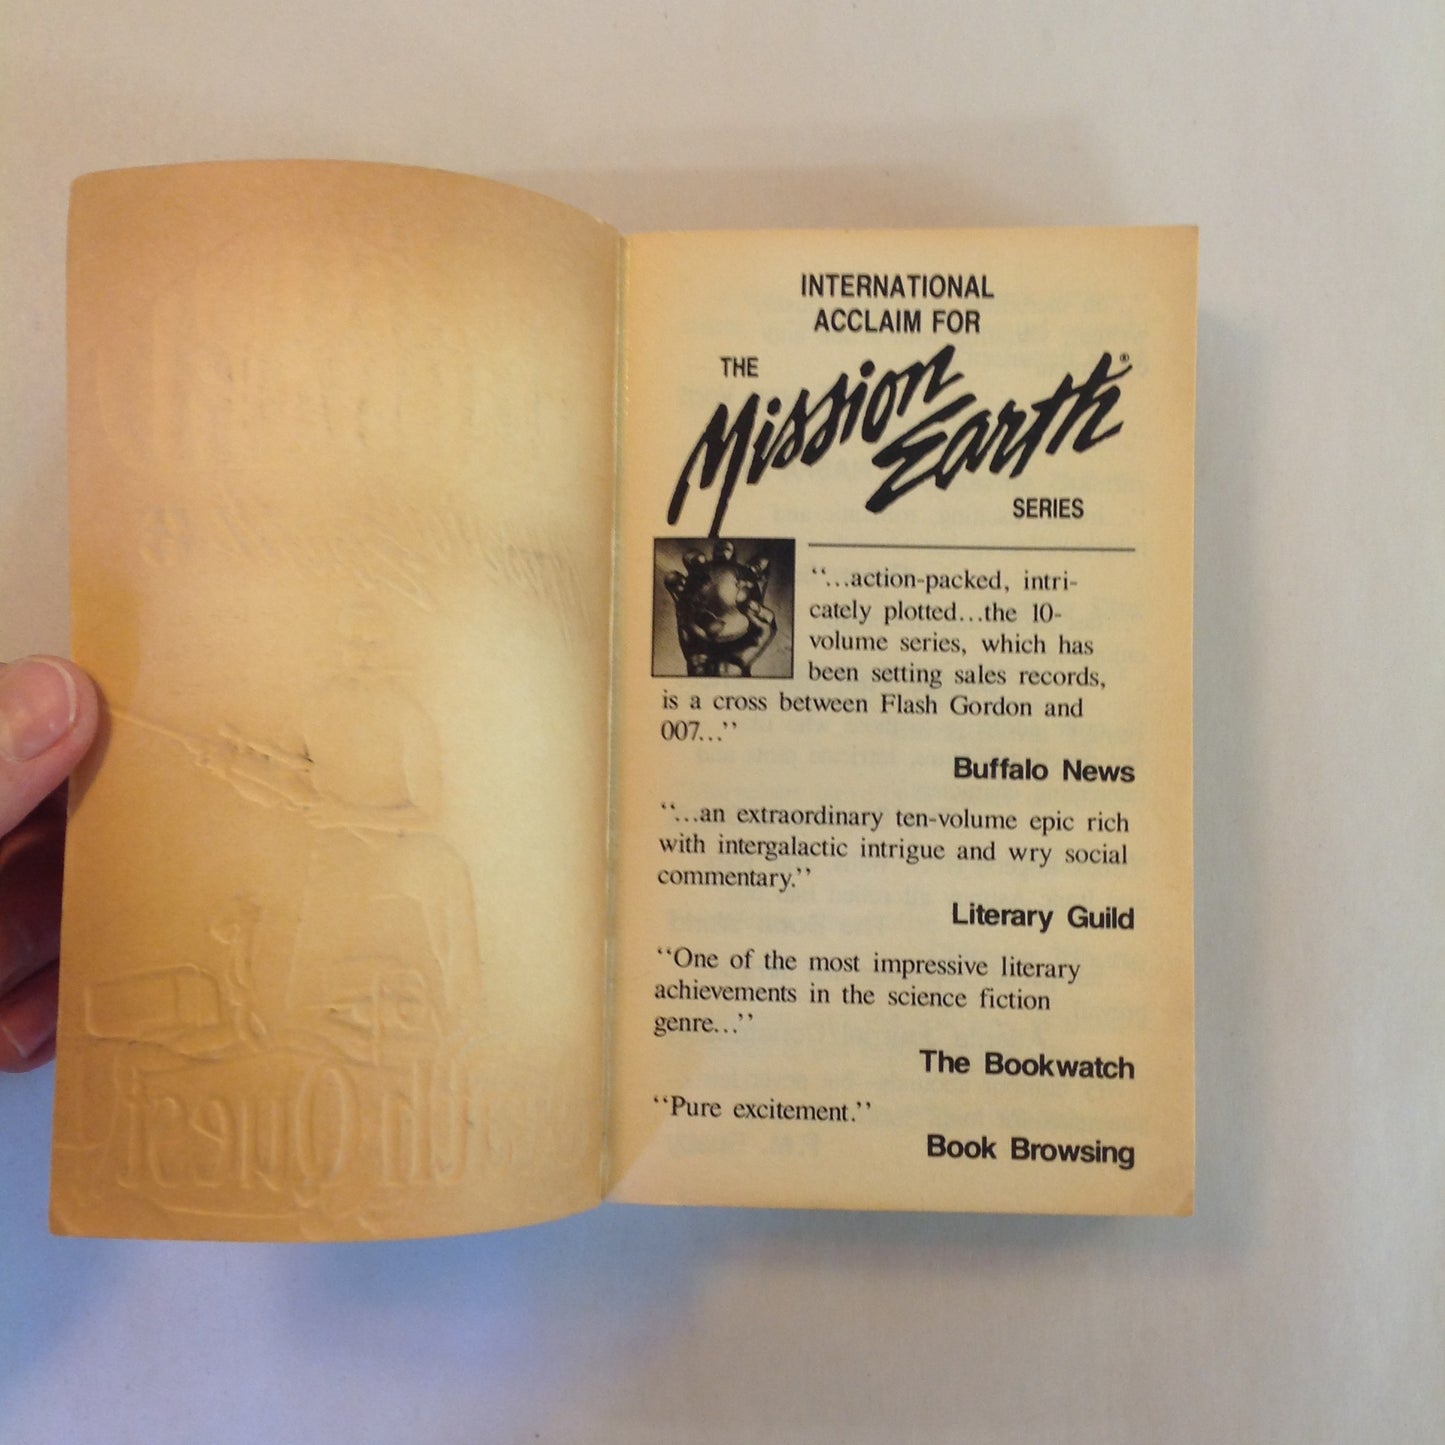 INTERNATIONAL
ACCLAIM FOR
THE
Mission
Earth®
SERIES
‘‘...action-packed, intri-
cately plotted...the 10-
volume series, which has
been setting sales records,
is a cross between Flash Gordon and
007...’’
Buffalo News
‘‘...an extraordinary ten-volume epic rich
with intergalactic intrigue and wry social
commentary.’’
Literary Guild
‘‘One of the most impressive literary
achievements in the science fiction
genre...’’
The Bookwatch
‘‘Pure excitement.’’
Book Browsing